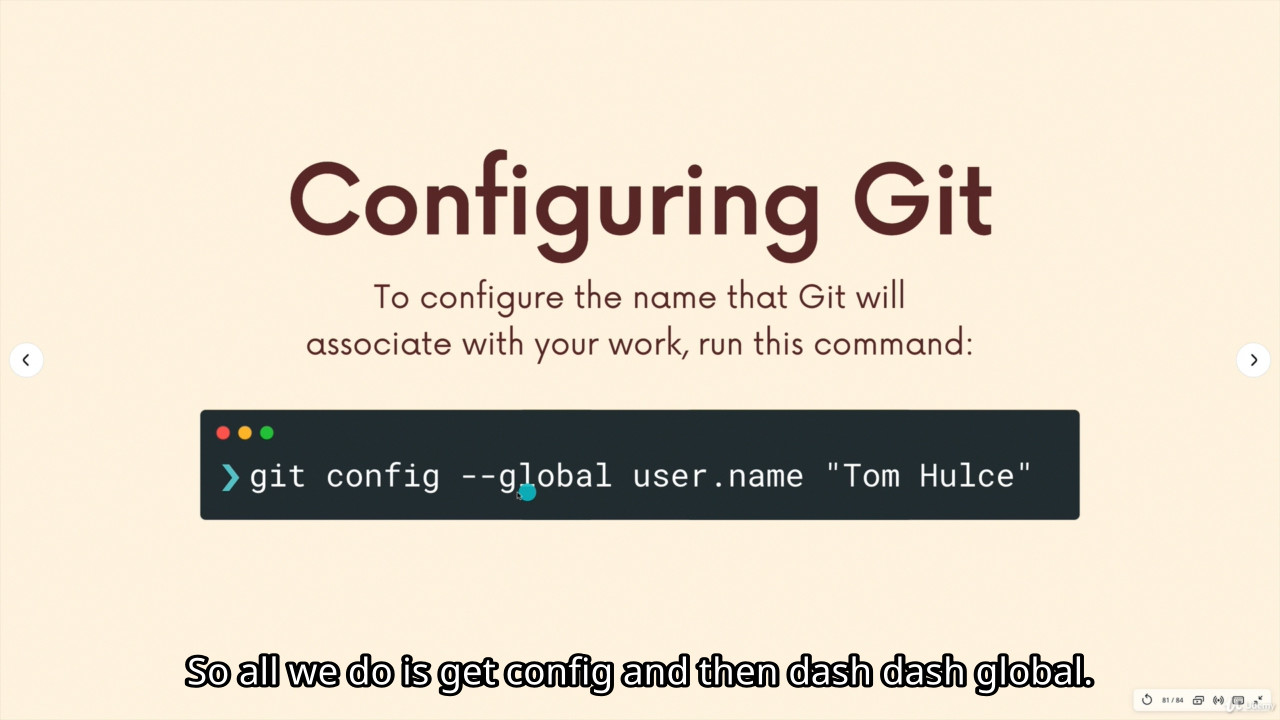 Configuring Git
To configure the name that Git will
associate with your work, run this command:
❯ git config --global user.name "Tom Hulce"
So all we do is get config and then dash dash global.
81 / 84
Udemy